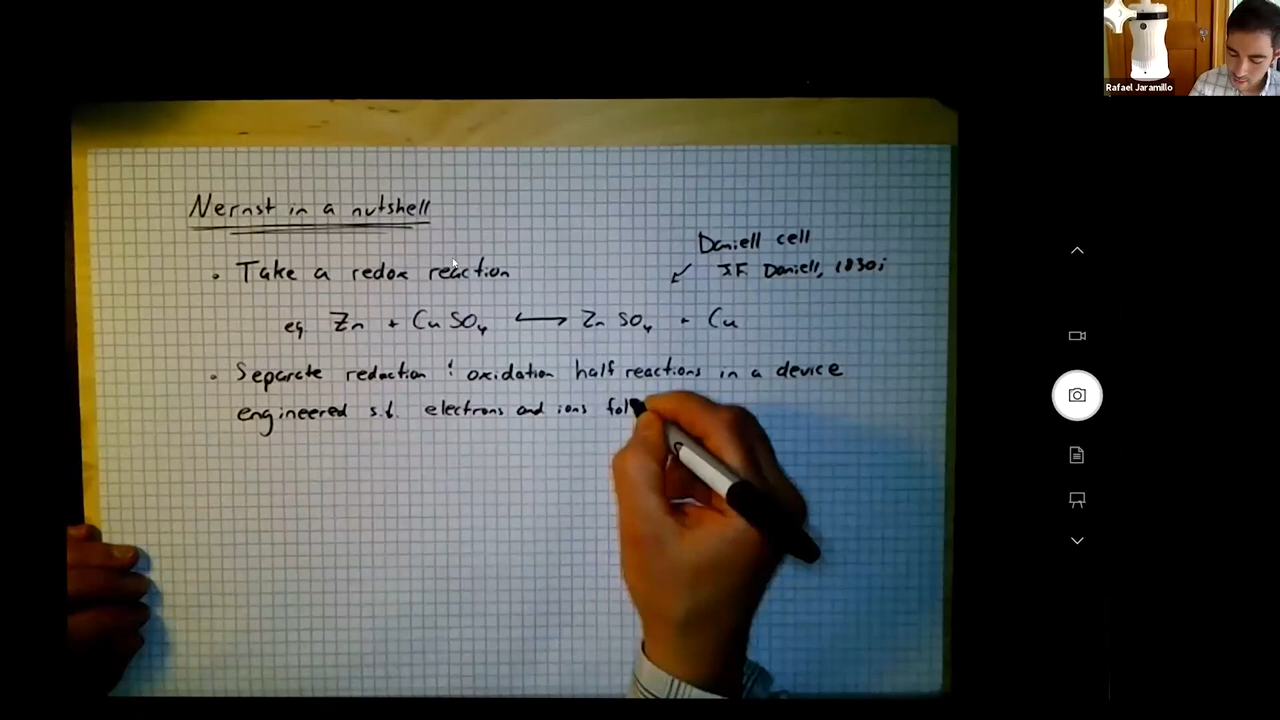 Rafael Jaramillo
Nernst in a nutshell
Daniell cell
• Take a redox reaction
J.F. Daniell, 1830s
eg Zn + CuSO4 ⟷ ZnSO4 + Cu
• Separate reduction & oxidation half reactions in a device
engineered s.t. electrons and ions fol